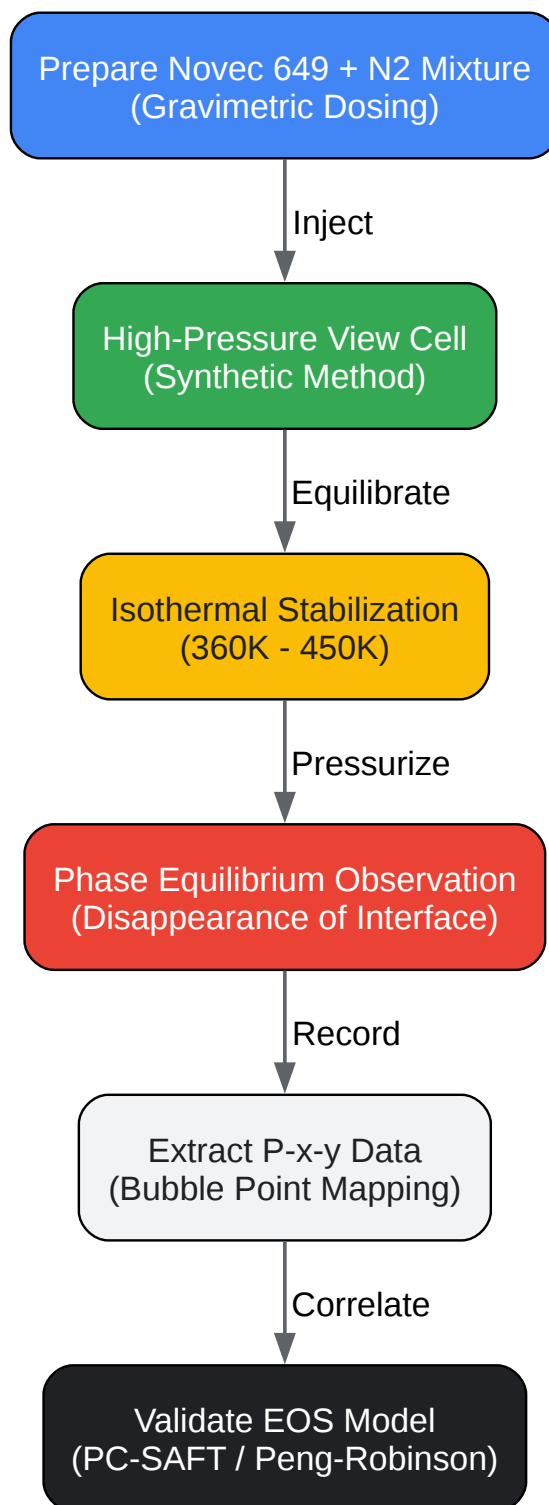 Prepare Novec 649 + N2 Mixture
(Gravimetric Dosing)
Inject
High-Pressure View Cell
(Synthetic Method)
Equilibrate
Isothermal Stabilization
(360K - 450K)
Pressurize
Phase Equilibrium Observation
(Disappearance of Interface)
Record
Extract P-x-y Data
(Bubble Point Mapping)
Correlate
Validate EOS Model
(PC-SAFT / Peng-Robinson)